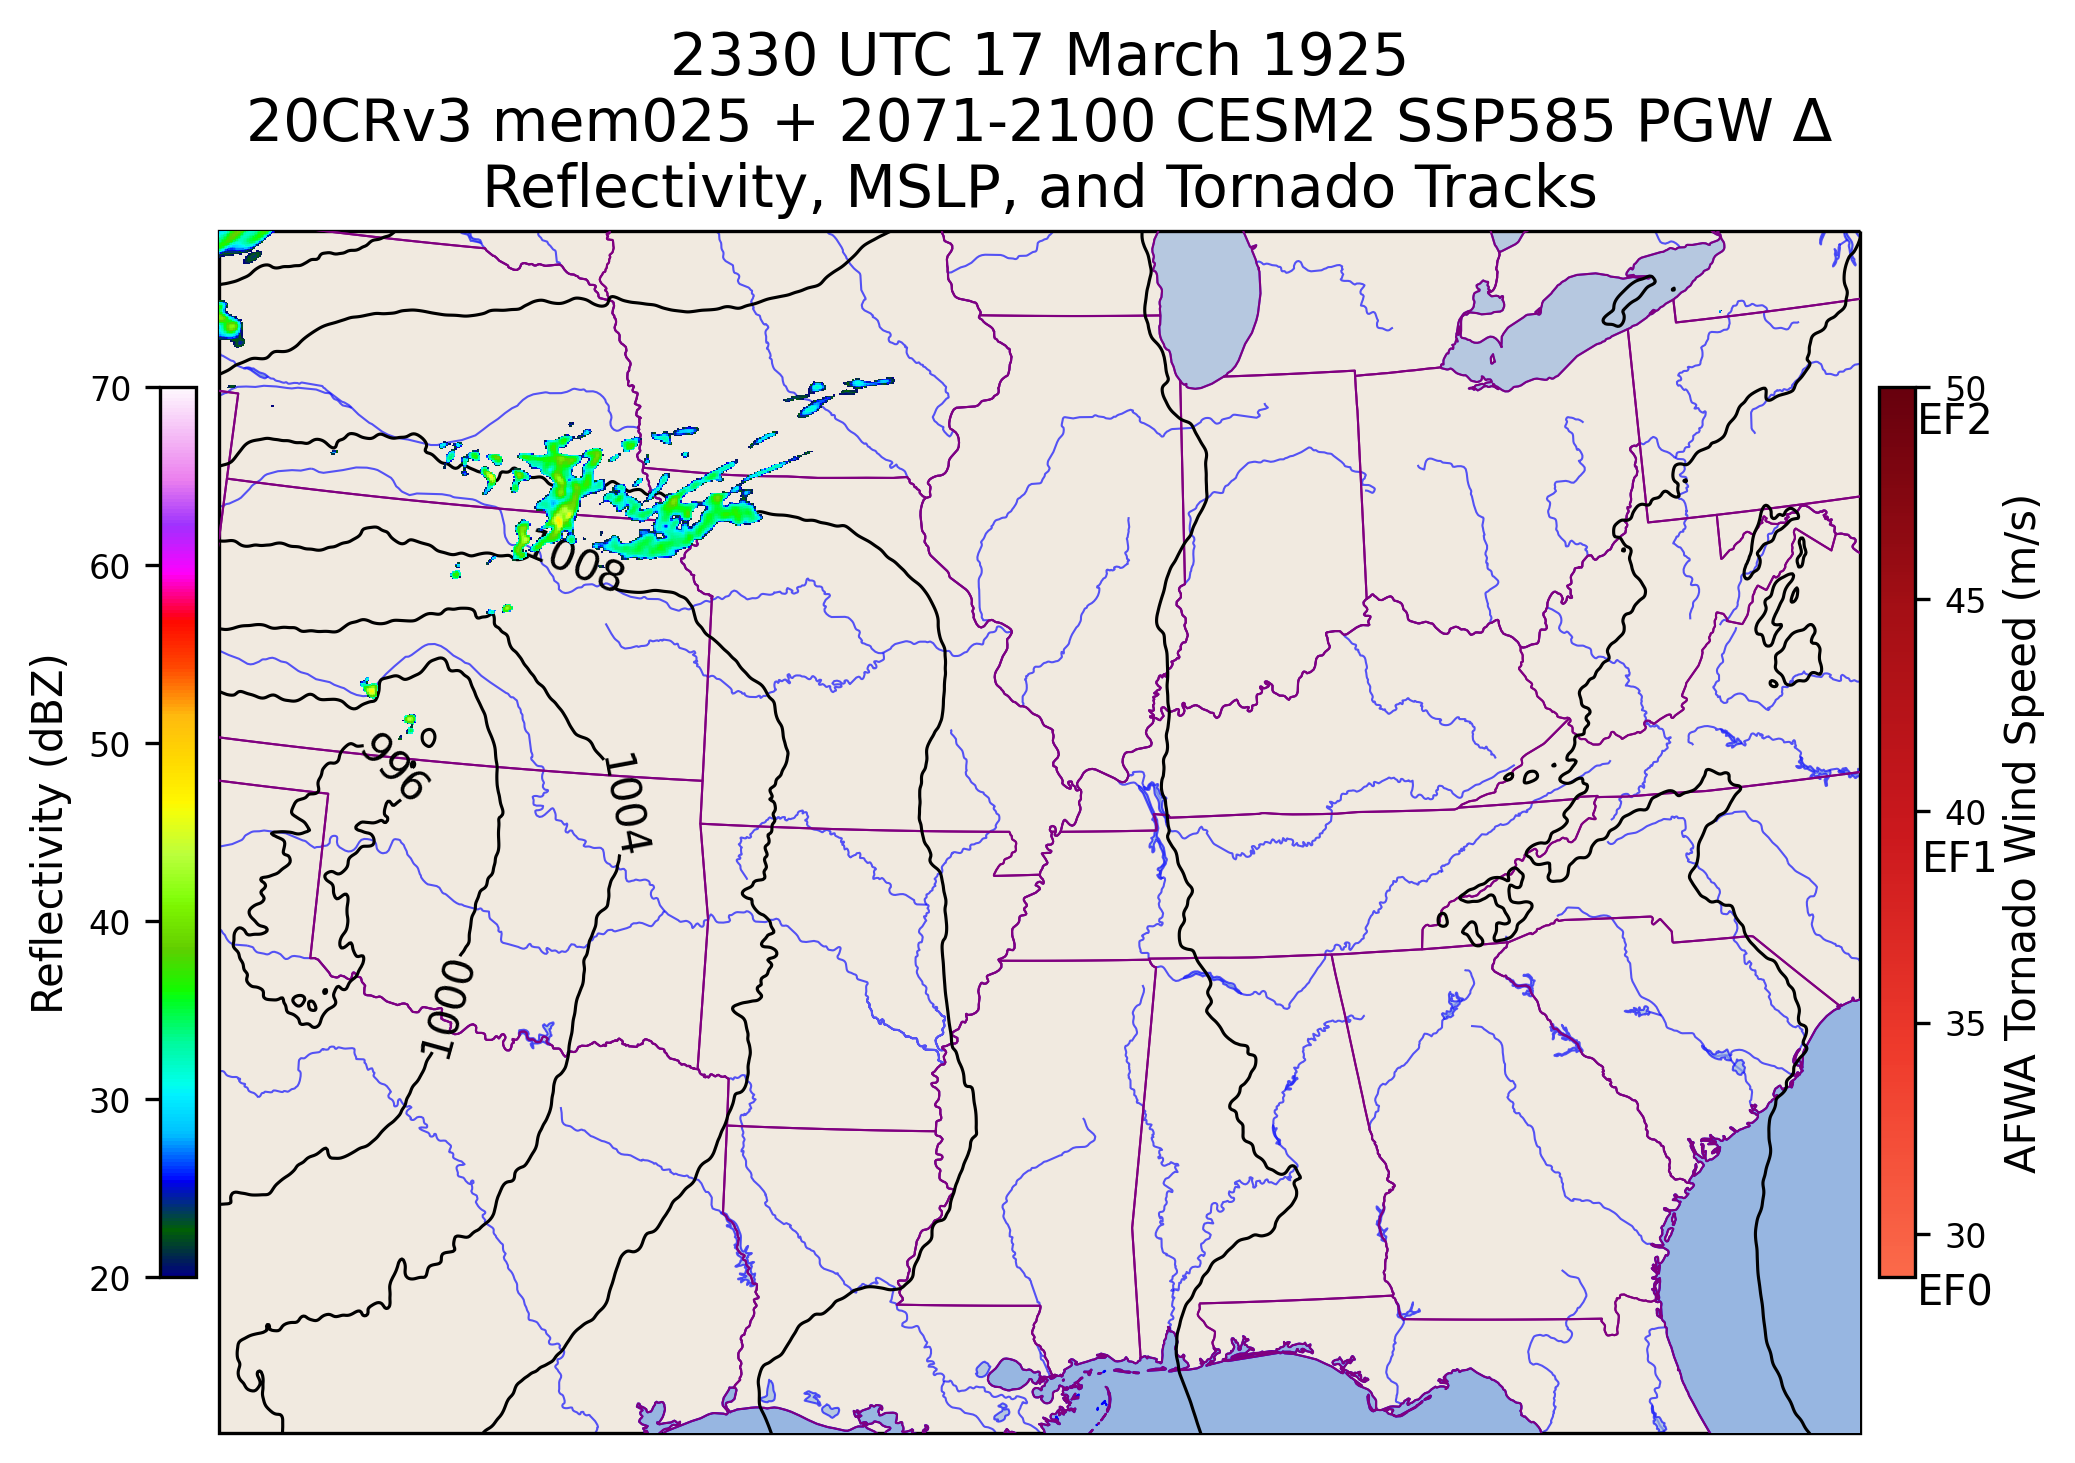 2330 UTC 17 March 1925
20CRv3 mem025 + 2071-2100 CESM2 SSP585 PGW Δ
Reflectivity, MSLP, and Tornado Tracks
70
60
50
40
30
20
Reflectivity (dBZ)
1008
996
1004
1000
50
EF2
45
40
EF1
35
30
EF0
AFWA Tornado Wind Speed (m/s)